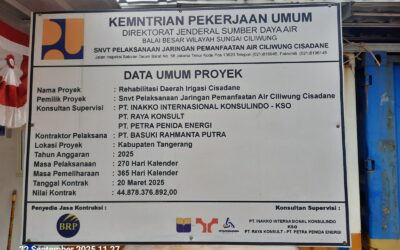 KEMNTRIAN PEKERJAAN UMUM
DIREKTORAT JENDERAL SUMBER DAYA AIR
BALAI BESAR WILAYAH SUNGAI CILIWUNG
SNVT PELAKSANAAN JARINGAN PEMANFAATAN AIR CILIWUNG CISADANE
DATA UMUM PROYEK
Nama Proyek : Rehabilitasi Daerah Irigasi Cisadane
Pemilik Proyek : Snvt Pelaksanaan Jaringan Pemanfaatan Air Ciliwung Cisadane
Konsultan Supervisi : PT. INAKKO INTERNASIONAL KONSULINDO - KSO
PT. RAYA KONSULT
PT. PETRA PENIDA ENERGI
Kontraktor Pelaksana : PT. BASUKI RAHMANTA PUTRA
Lokasi Proyek : Kabupaten Tangerang
Tahun Anggaran : 2025
Masa Pelaksanaan : 270 Hari Kalender
Masa Pemeliharaan : 365 Hari Kalender
Tanggal Kontrak : 20 Maret 2025
Nilai Kontrak : 44.878.376.892,00
Penyedia Jasa Kontruksi :
Konsultan Supervisi :
BRP
PT. INAKKO INTERNASIONAL KONSULINDO
- KSO
PT. RAYA KONSULT - PT. PETRA PENIDA ENERGI
22 September 2025 11.27